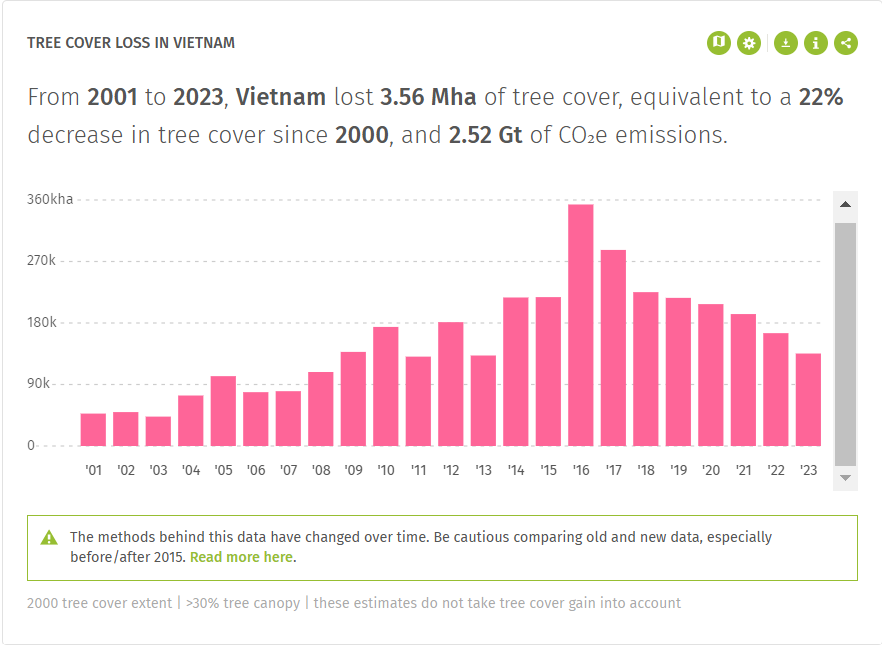 TREE COVER LOSS IN VIETNAM
From 2001 to 2023, Vietnam lost 3.56 Mha of tree cover, equivalent to a 22%
decrease in tree cover since 2000, and 2.52 Gt of CO₂e emissions.
360kha
270k
180k
90k
0
'01 '02 '03 '04 '05 '06 '07 '08 '09 '10 '11 '12 '13 '14 '15 '16 '17 '18 '19 '20 '21 '22 '23
The methods behind this data have changed over time. Be cautious comparing old and new data, especially
before/after 2015. Read more here.
2000 tree cover extent | >30% tree canopy | these estimates do not take tree cover gain into account